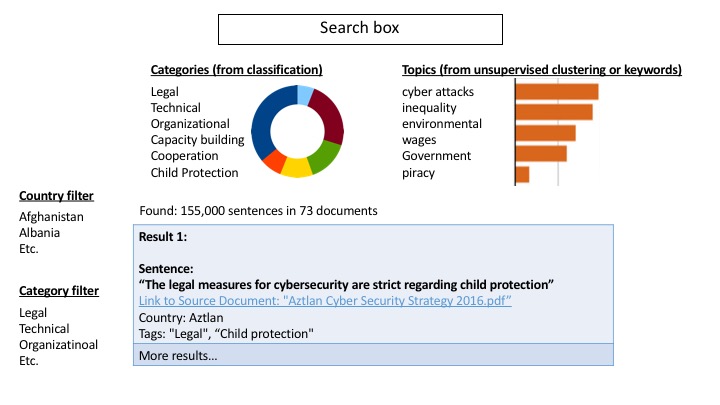 Search box
Categories (from classification)
Legal
Technical
Organizational
Capacity building
Cooperation
Child Protection
Topics (from unsupervised clustering or keywords)
cyber attacks
inequality
environmental
wages
Government
piracy
Country filter
Afghanistan
Albania
Etc.
Category filter
Legal
Technical
Organizatinoal
Etc.
Found: 155,000 sentences in 73 documents
Result 1:
Sentence:
“The legal measures for cybersecurity are strict regarding child protection”
Link to Source Document: "Aztlan Cyber Security Strategy 2016.pdf”
Country: Aztlan
Tags: "Legal", “Child protection"
More results…